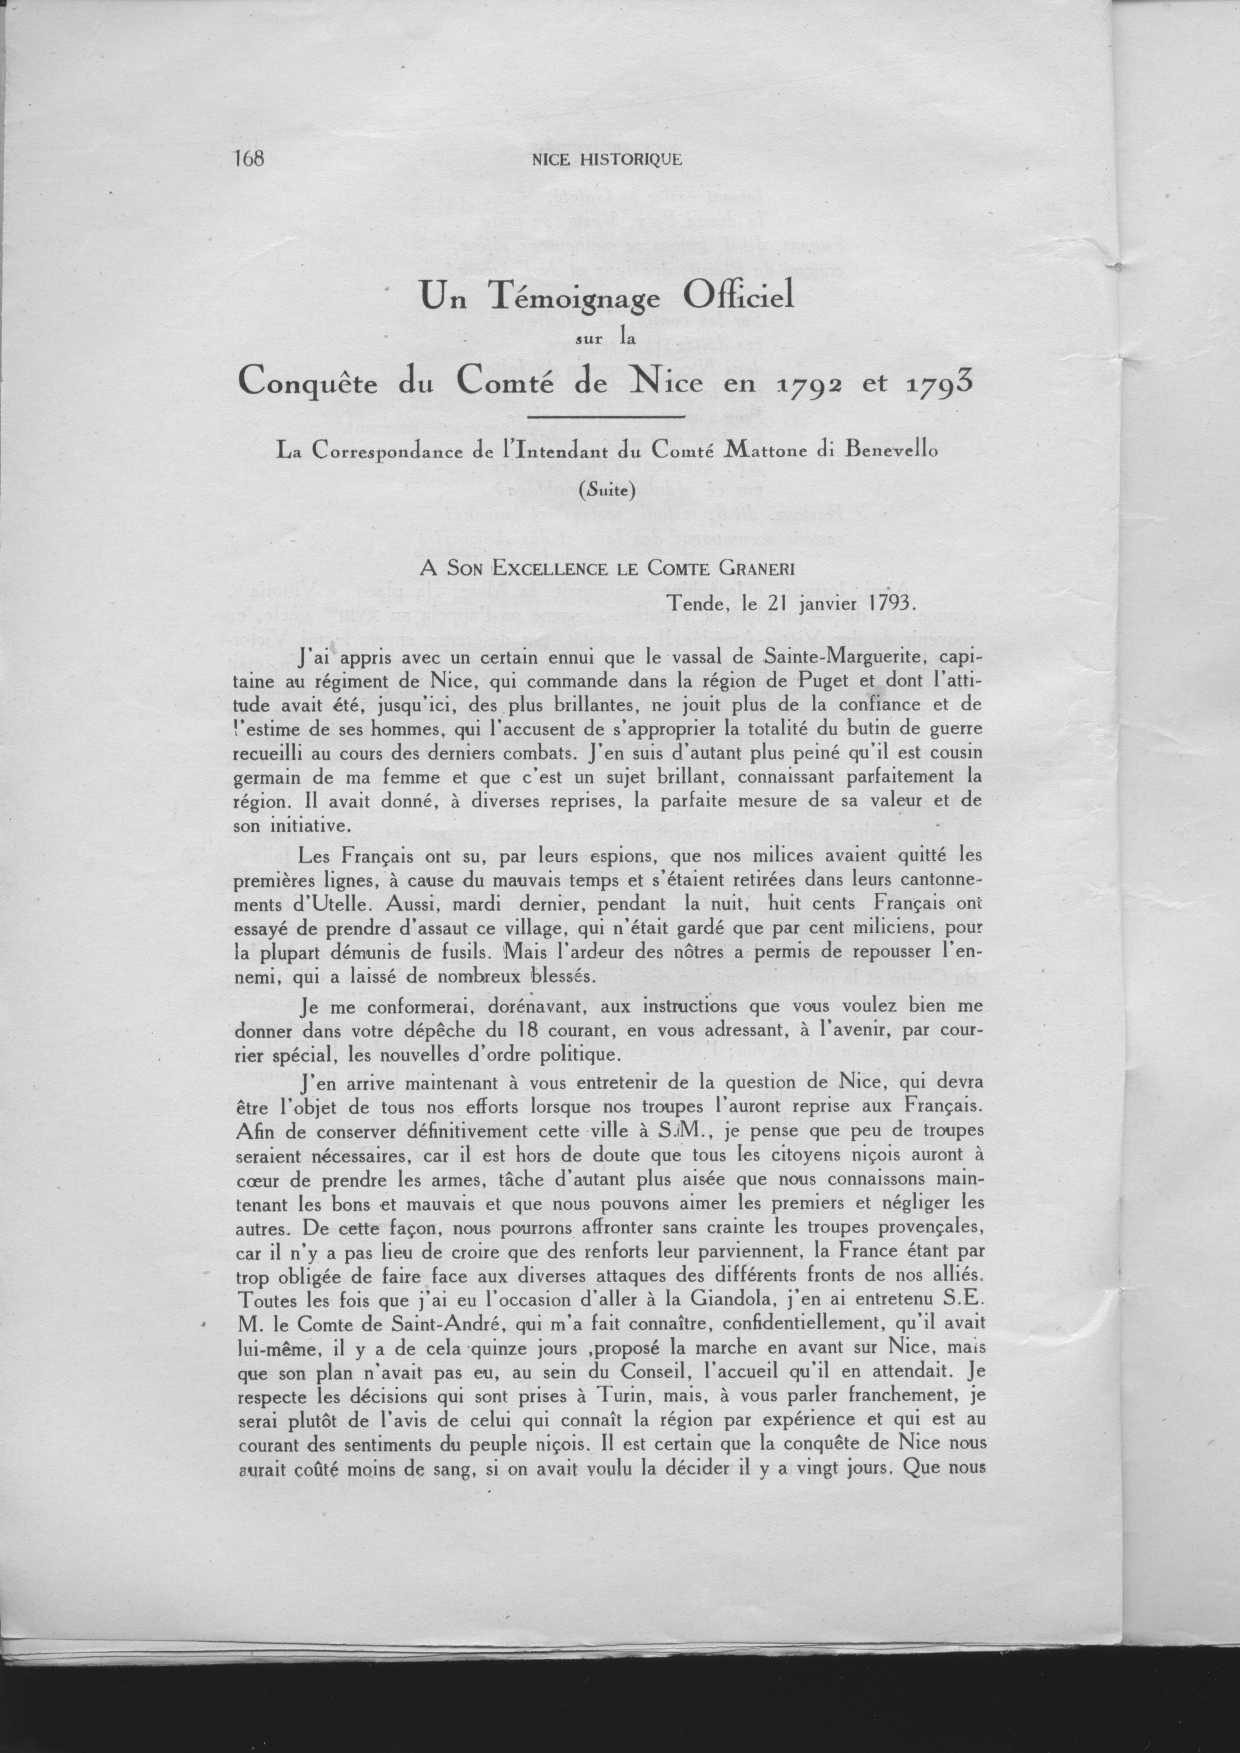 168
NICE HISTORIQUE
Un Témoignage Officiel
sur la
Conquête du Comté de Nice en 1792 et 1793
La Correspondance de l'Intendant du Comté Mattone di Benevello
(Suite)
A SON EXCELLENCE LE COMTE GRANERI
Tende, le 21 janvier 1793.
J'ai appris avec un certain ennui que le vassal de Sainte-Marguerite, capi-
taine au régiment de Nice, qui commande dans la région de Puget et dont l'atti-
tude avait été, jusqu'ici, des plus brillantes, ne jouit plus de la confiance et de
l'estime de ses hommes, qui l'accusent de s'approprier la totalité du butin de guerre
recueilli au cours des derniers combats. J'en suis d'autant plus peiné qu'il est cousin
germain de ma femme et que c'est un sujet brillant, connaissant parfaitement la
région. Il avait donné, à diverses reprises, la parfaite mesure de sa valeur et de
son initiative.
Les Français ont su, par leurs espions, que nos milices avaient quitté les
premières lignes, à cause du mauvais temps et s'étaient retirées dans leurs cantonne-
ments d'Utelle. Aussi, mardi dernier, pendant la nuit, huit cents Français ont
essayé de prendre d'assaut ce village, qui n'était gardé que par cent miliciens, pour
la plupart démunis de fusils. Mais l'ardeur des nôtres a permis de repousser l'en-
nemi, qui a laissé de nombreux blessés.
Je me conformerai, dorénavant, aux instructions que vous voulez bien me
donner dans votre dépêche du 18 courant, en vous adressant, à l'avenir, par cour-
rier spécial, les nouvelles d'ordre politique.
J'en arrive maintenant à vous entretenir de la question de Nice, qui devra
être l'objet de tous nos efforts lorsque nos troupes l'auront reprise aux Français.
Afin de conserver définitivement cette ville à S.M., je pense que peu de troupes
seraient nécessaires, car il est hors de doute que tous les citoyens niçois auront à
cœur de prendre les armes, tâche d'autant plus aisée que nous connaissons main-
tenant les bons et mauvais et que nous pouvons aimer les premiers et négliger les
autres. De cette façon, nous pourrons affronter sans crainte les troupes provençales,
car il n'y a pas lieu de croire que des renforts leur parviennent, la France étant par
trop obligée de faire face aux diverses attaques des différents fronts de nos alliés.
Toutes les fois que j'ai eu l'occasion d'aller à la Giandola, j'en ai entretenu S.E.
M. le Comte de Saint-André, qui m'a fait connaître, confidentiellement, qu'il avait
lui-même, il y a de cela quinze jours ,proposé la marche en avant sur Nice, mais
que son plan n'avait pas eu, au sein du Conseil, l'accueil qu'il en attendait. Je
respecte les décisions qui sont prises à Turin, mais, à vous parler franchement, je
serai plutôt de l'avis de celui qui connaît la région par expérience et qui est au
courant des sentiments du peuple niçois. Il est certain que la conquête de Nice nous
aurait coûté moins de sang, si on avait voulu la décider il y a vingt jours. Que nous